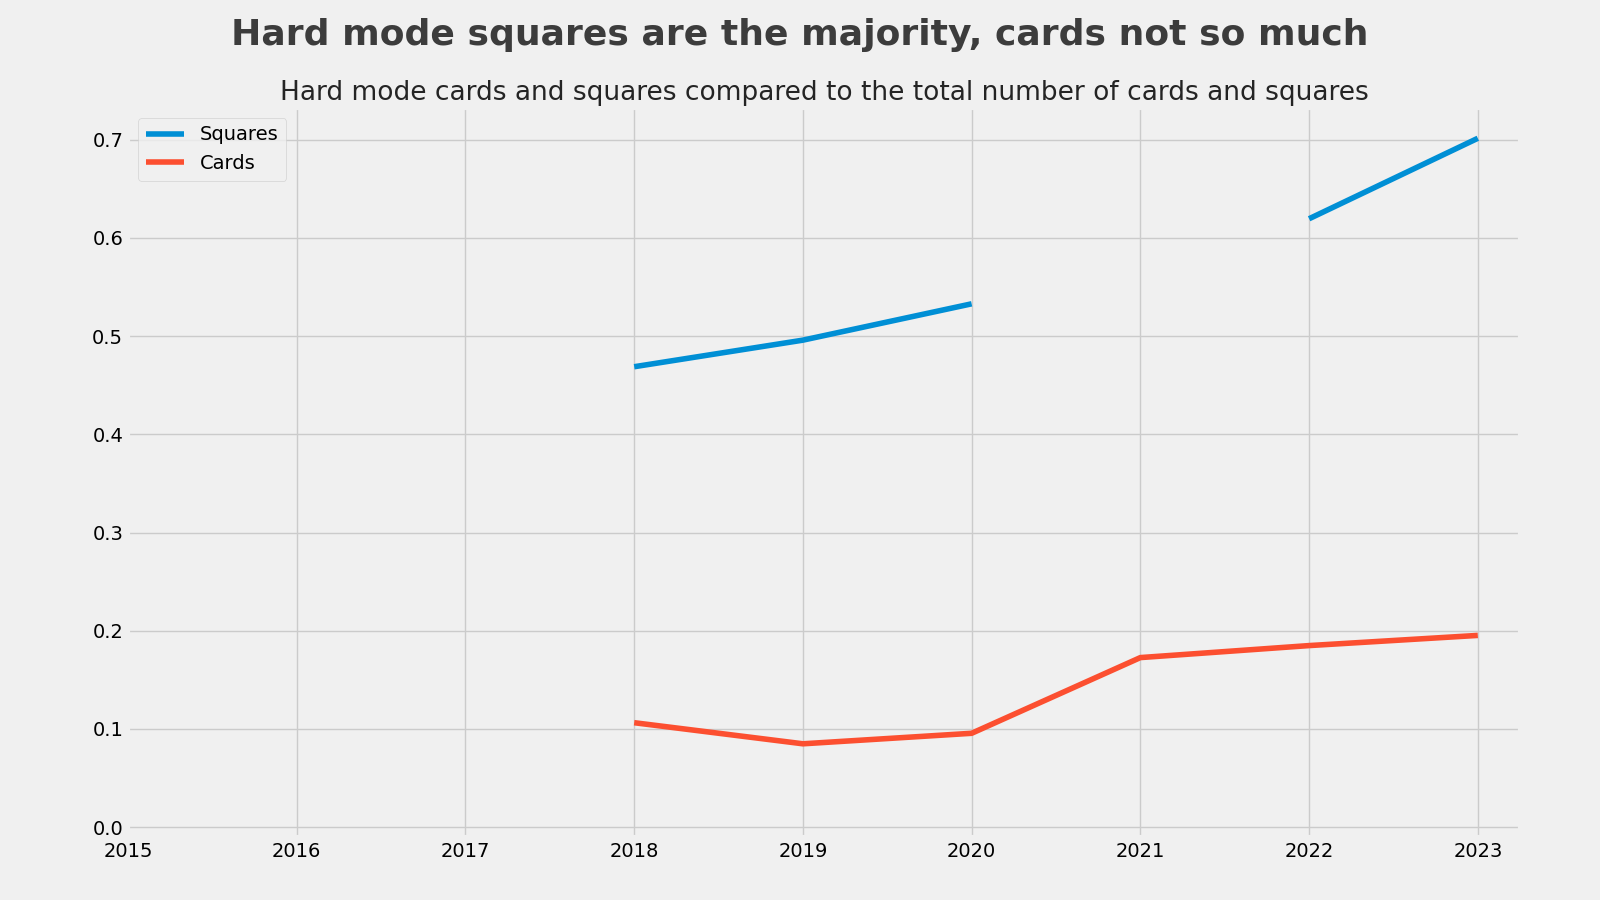 Hard mode squares are the majority, cards not so much
Hard mode cards and squares compared to the total number of cards and squares
Squares
Cards
0.7
0.6
0.5
0.4
0.3
0.2
0.1
0.0
2015 2016 2017 2018 2019 2020 2021 2022 2023